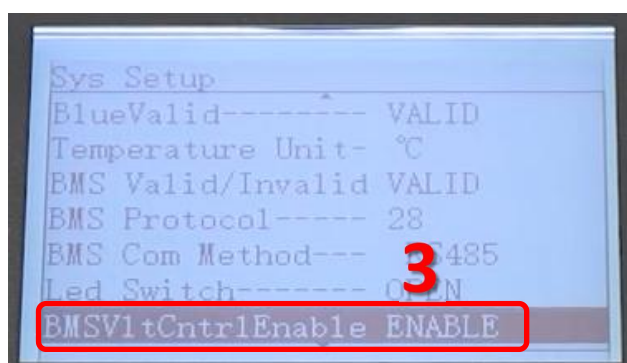 Sys Setup
BlueValid-------- VALID
Temperature Unit- °C
BMS Valid/Invalid VALID
BMS Protocol----- 28
BMS Com Method--- 485
Led Switch------- OPEN
BMSVltCntrlEnable ENABLE
3